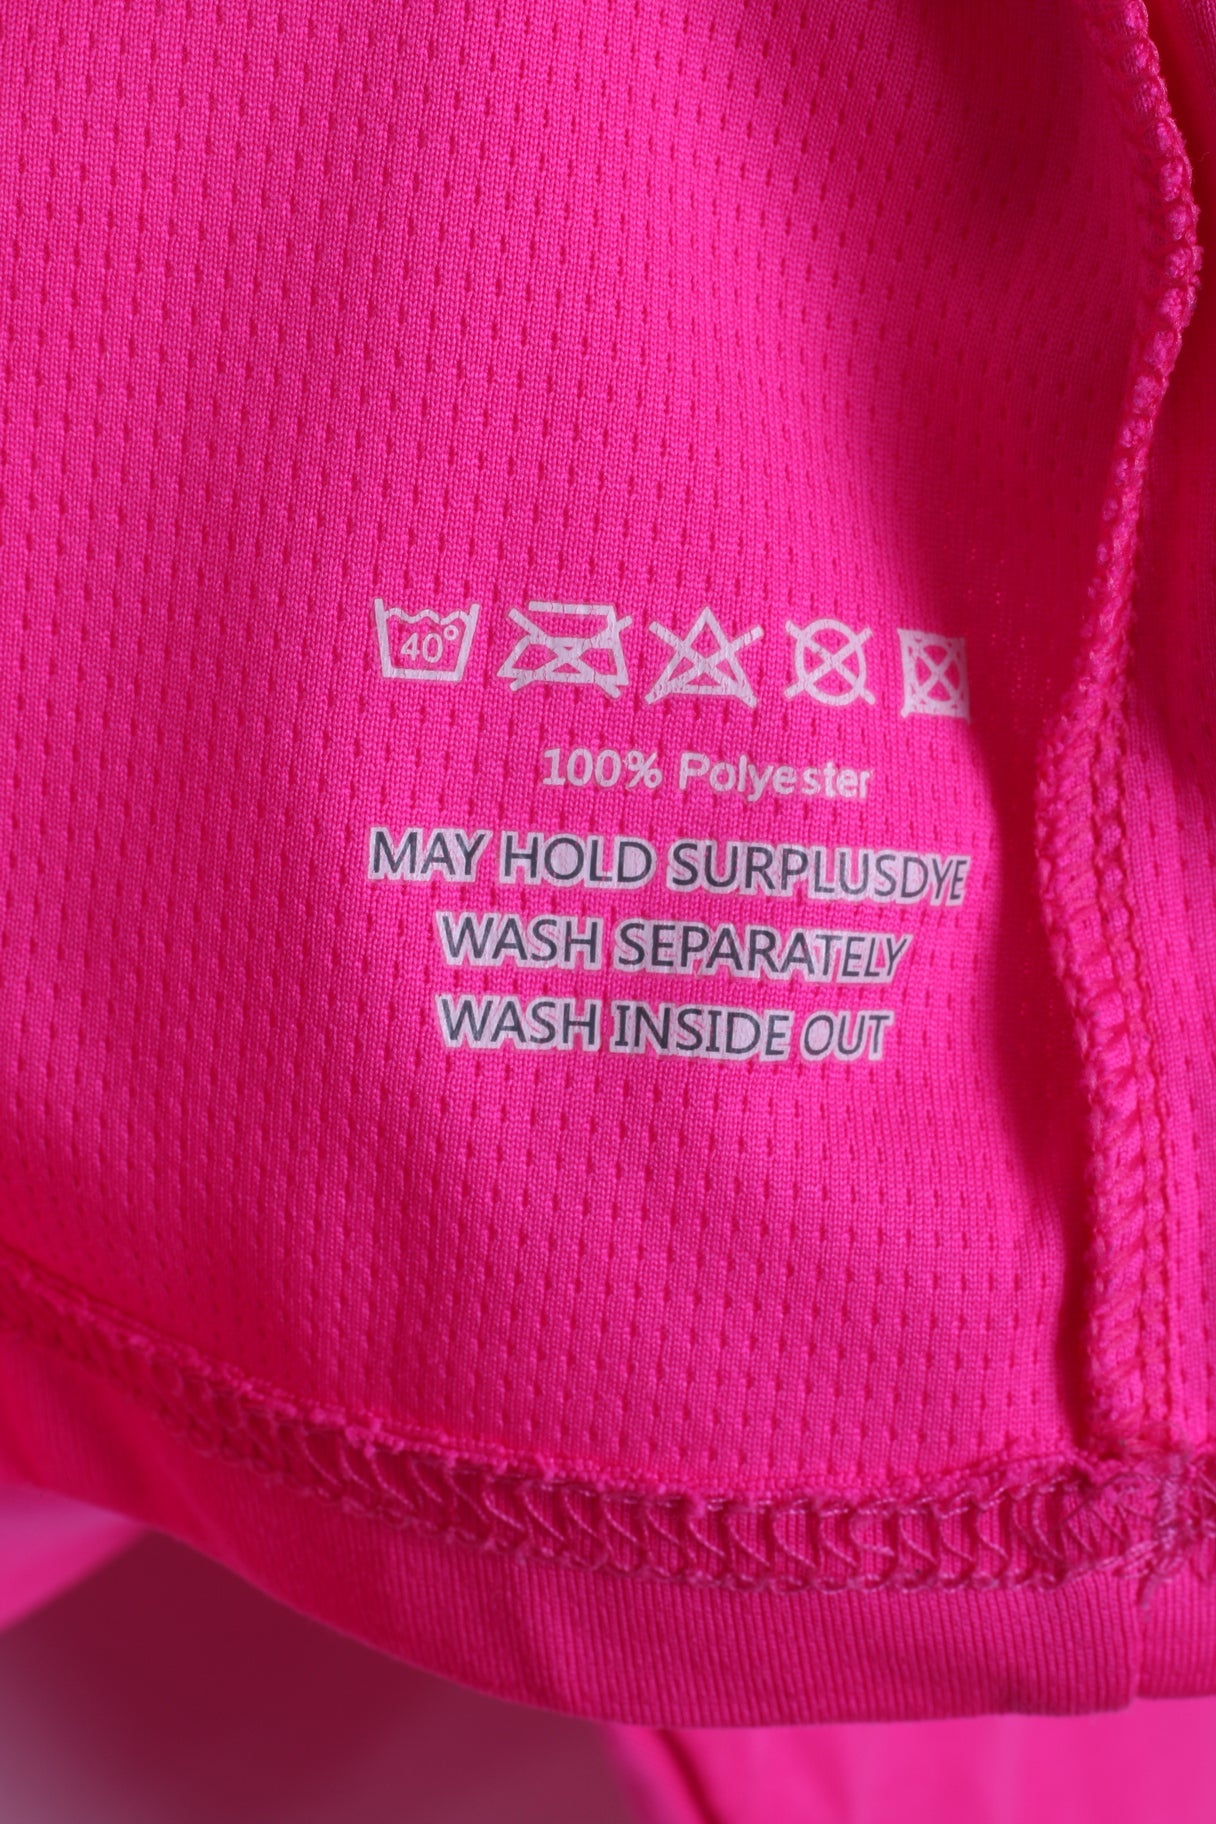 40°
100% Polyester
MAY HOLD SURPLUSDYE
WASH SEPARATELY
WASH INSIDE OUT